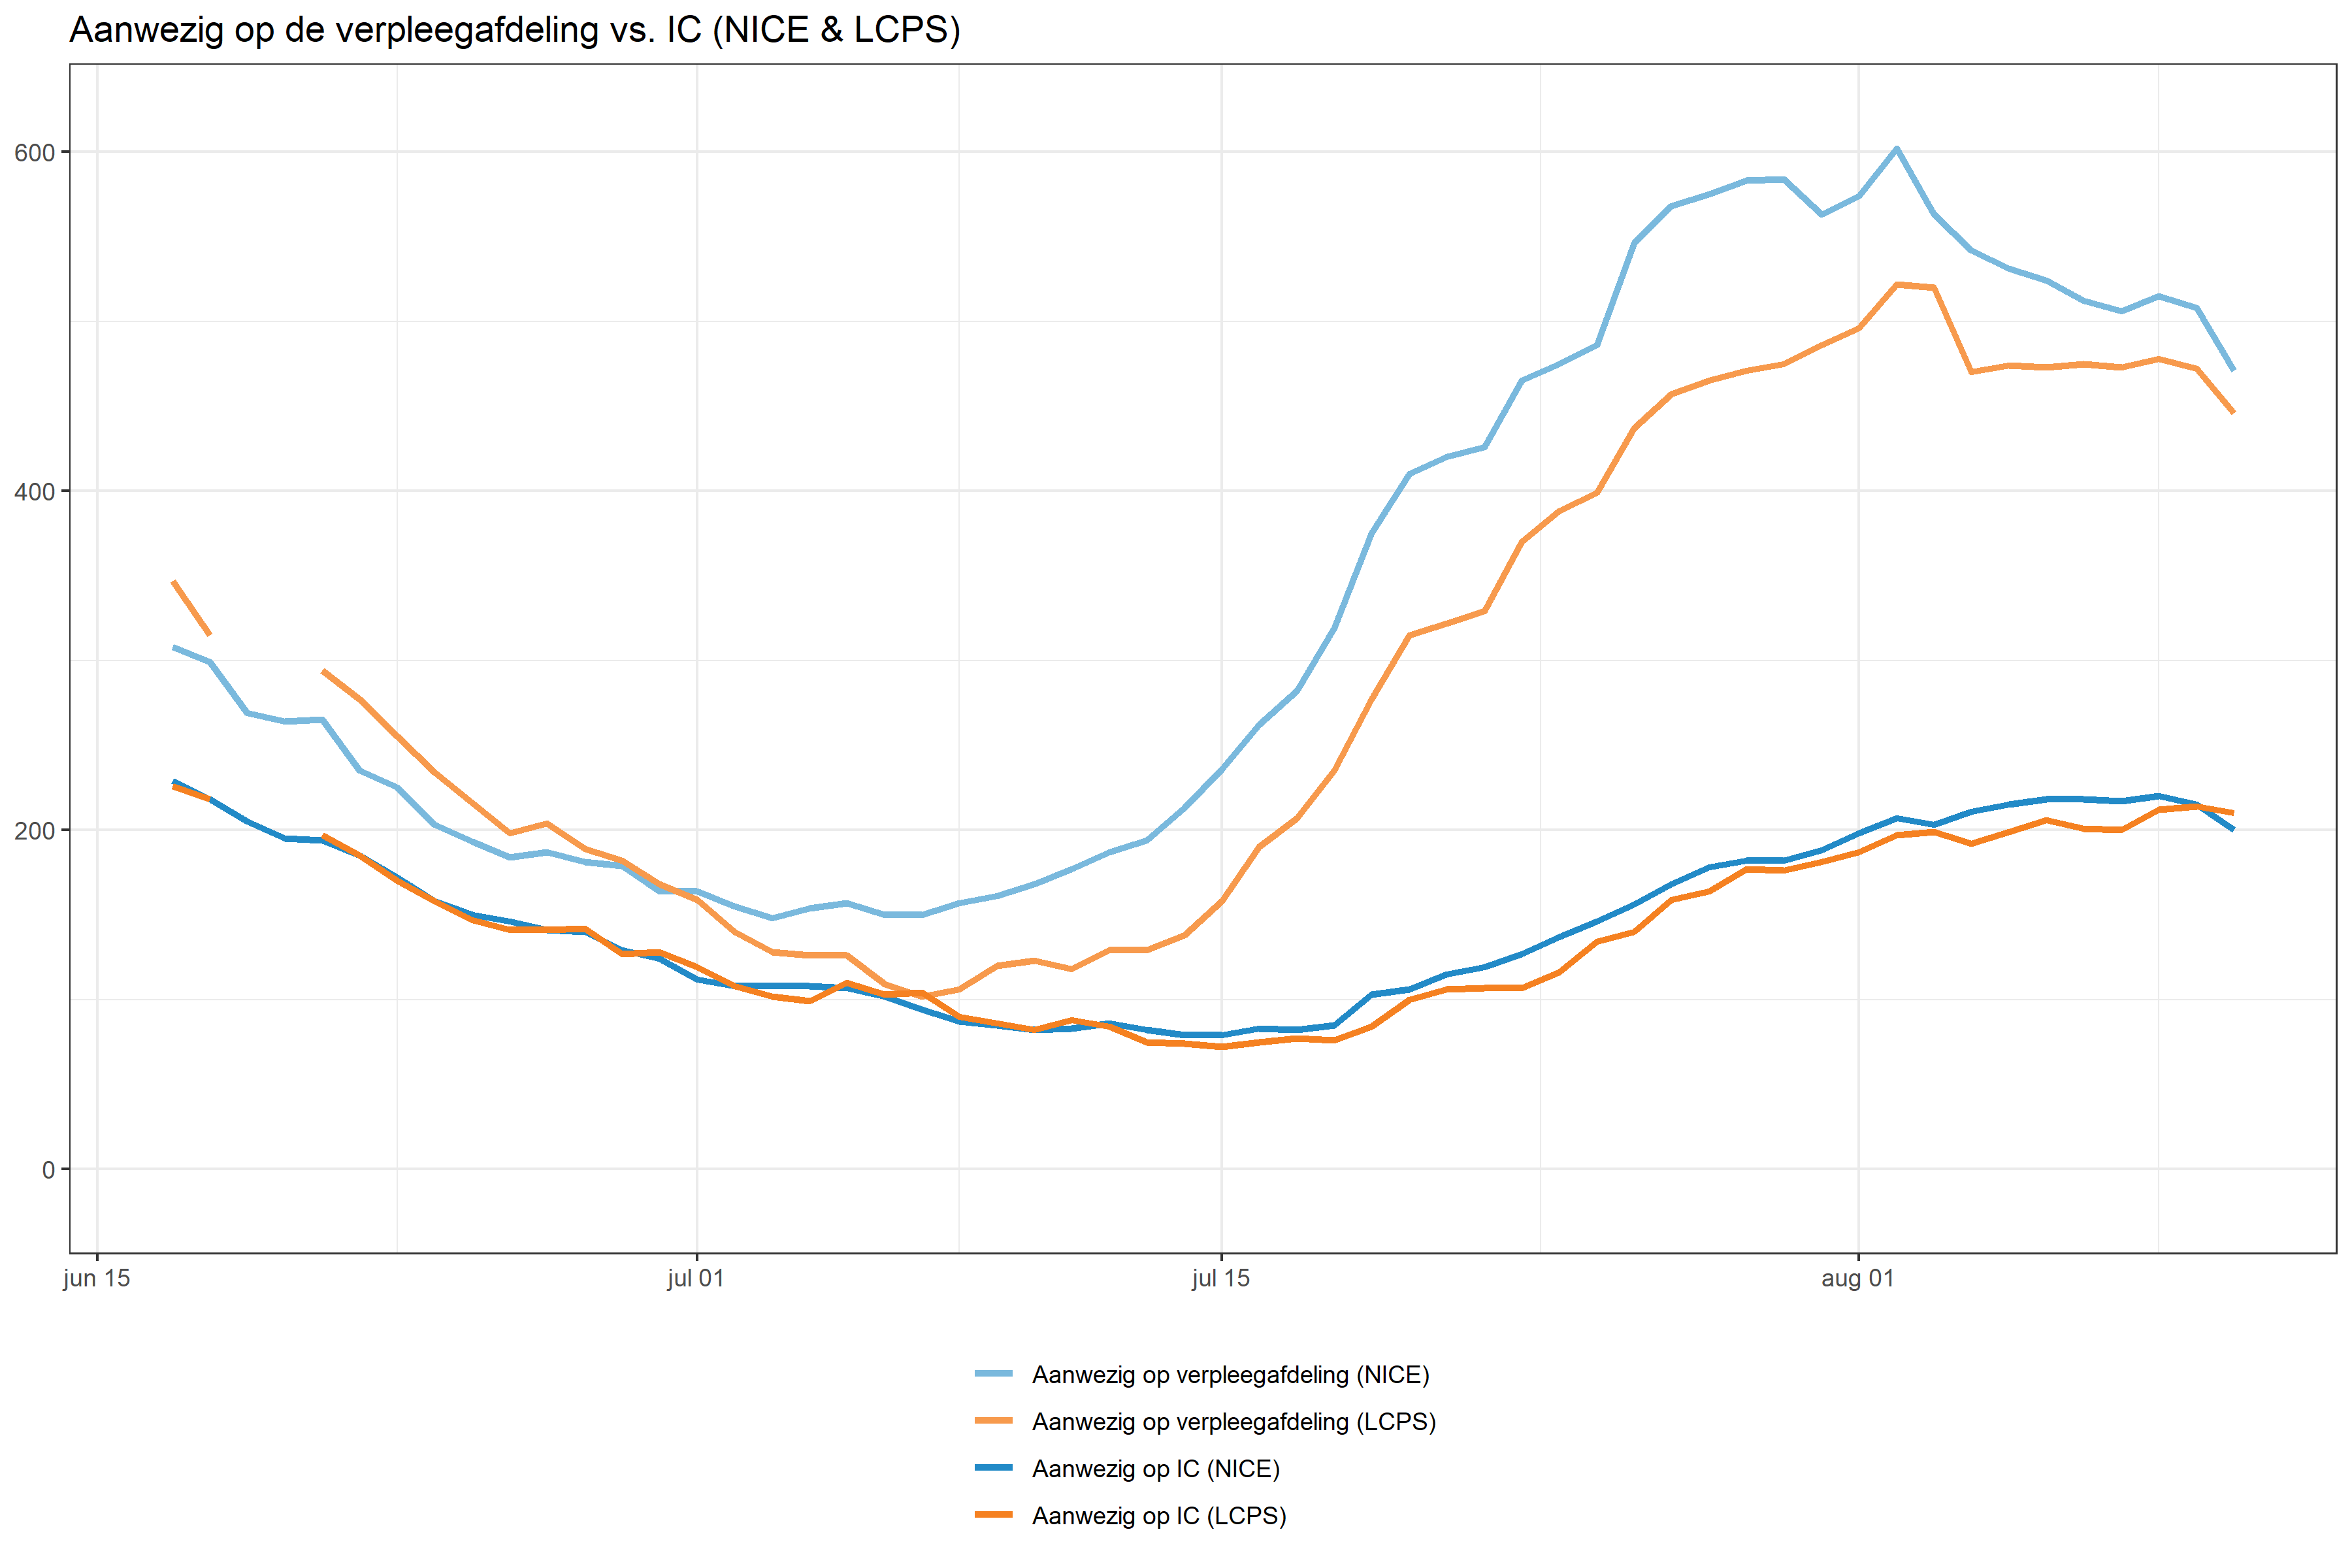 Aanwezig op de verpleegafdeling vs. IC (NICE & LCPS)
600
400
200
0
jun 15 jul 01 jul 15 aug 01
Aanwezig op verpleegafdeling (NICE)
Aanwezig op verpleegafdeling (LCPS)
Aanwezig op IC (NICE)
Aanwezig op IC (LCPS)